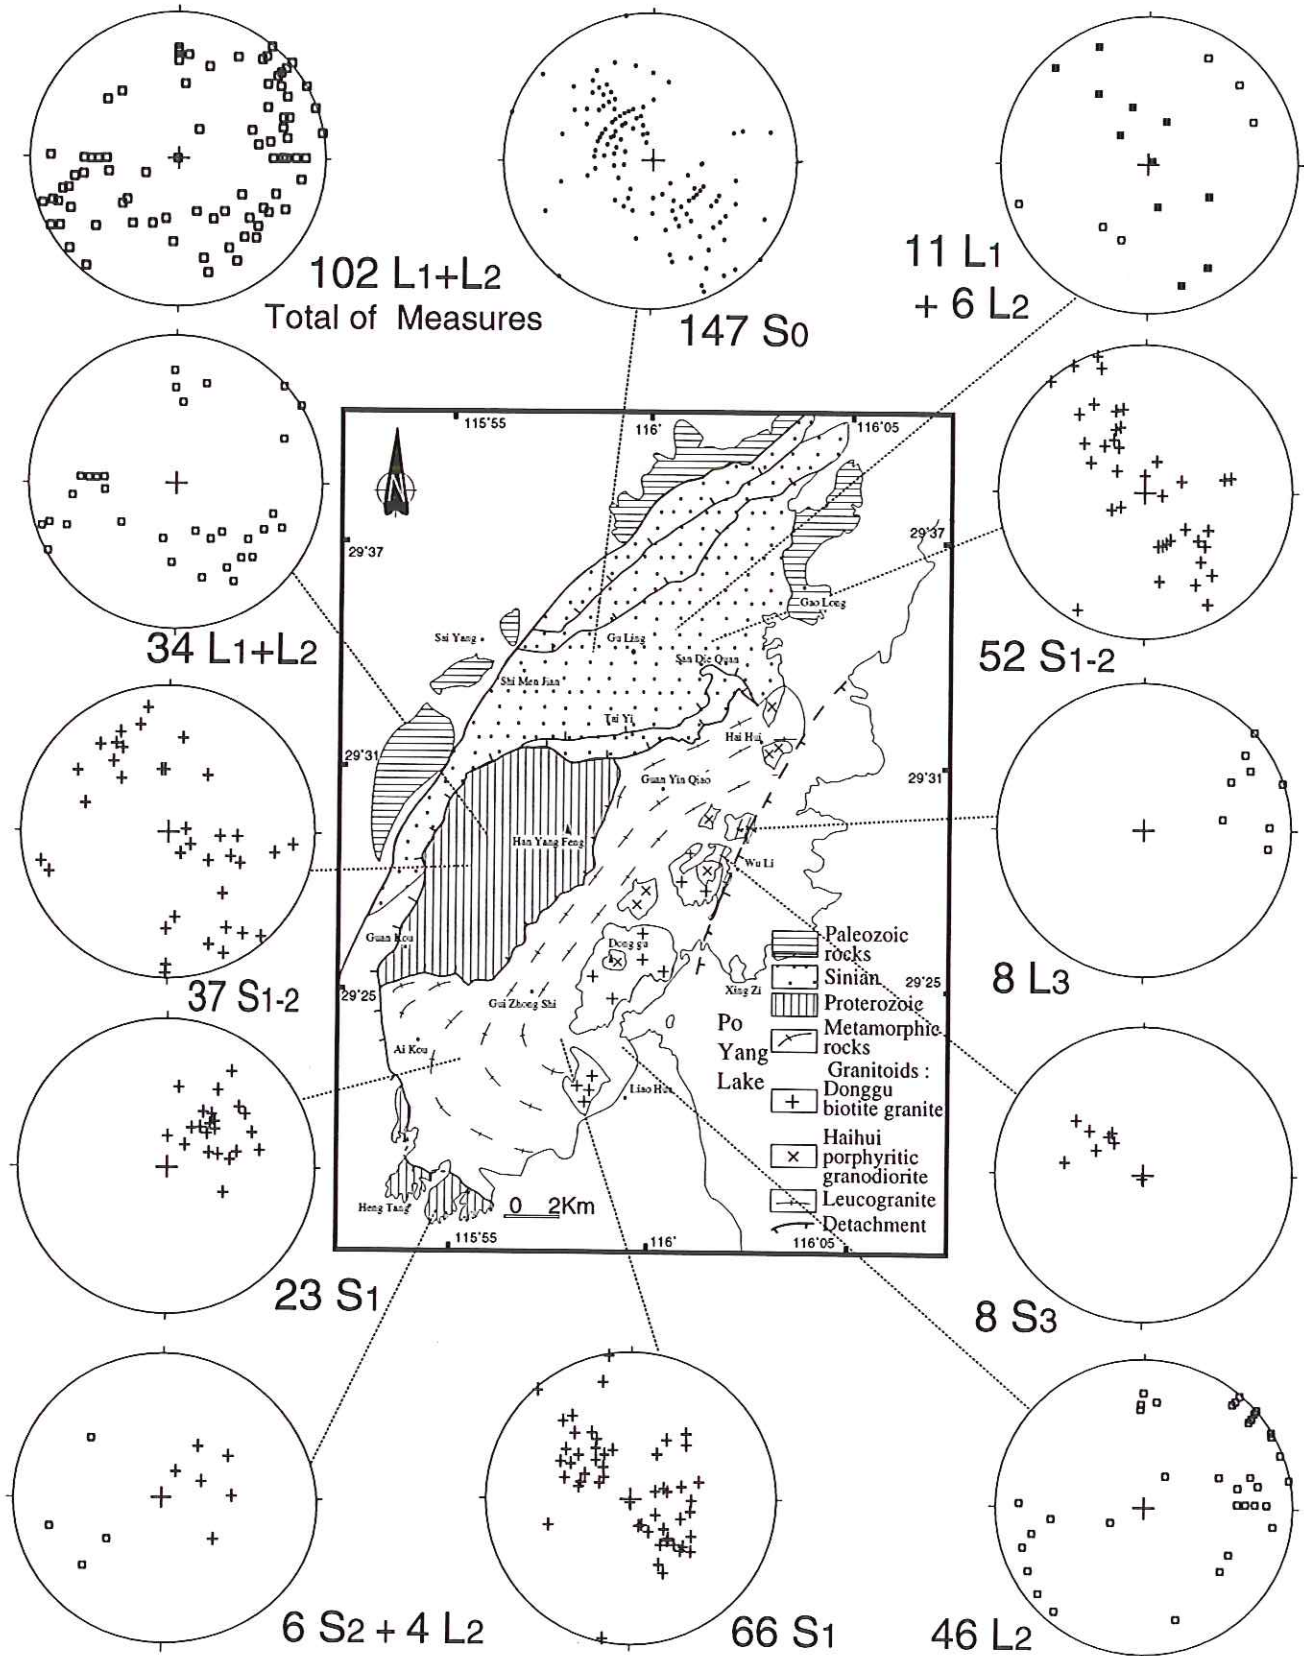 102 L1+L2
Total of Measures
147 S0
11 L1
+ 6 L2
34 L1+L2
52 S1-2
37 S1-2
8 L3
23 S1
8 S3
6 S2 + 4 L2
66 S1
46 L2
115°55
116°
116°05
N
29°37
29°37
Gao Long
Sai Yang
Gu Ling
San Die Quan
Shi Men Jian
Tai Yi
Hai Hui
29°31
29°31
Guan Yin Qiao
Han Yang Feng
Wu Li
Guan Kou
Dong gu
Xing Zi
29°25
29°25
Gui Zhong Shi
Ai Kou
Po
Yang
Lake
Liao Hua
Heng Tang
0 2Km
115°55
116°
116°05
Paleozoic
rocks
Sinian
Proterozoic
Metamorphic
rocks
Granitoids :
Donggu
biotite granite
Haihui
porphyritic
granodiorite
Leucogranite
Detachment